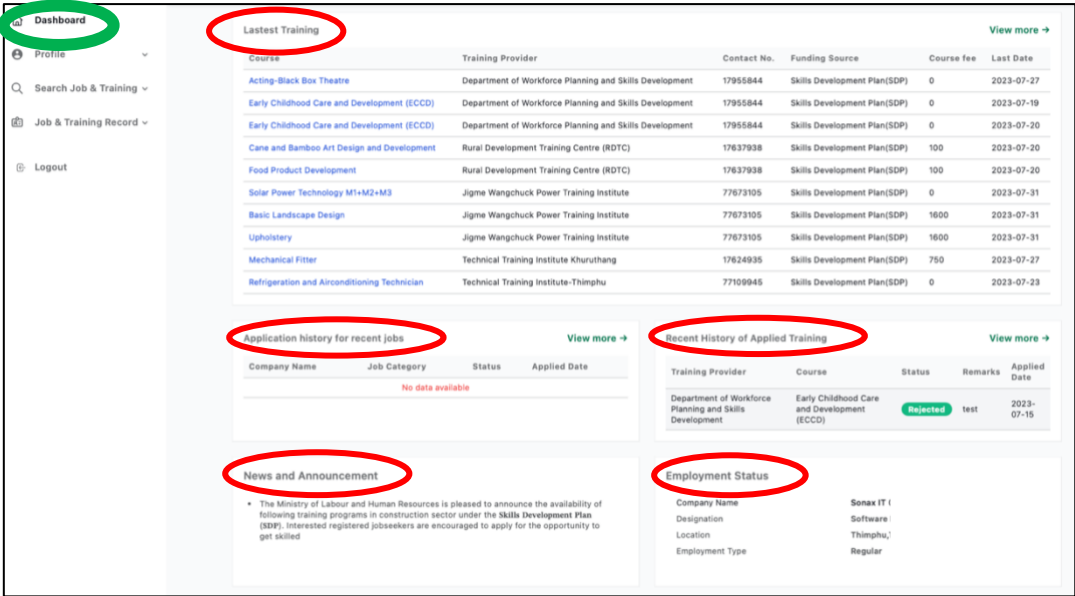 Dashboard
Profile
Search Job & Training
Job & Training Record
Logout
Lastest Training View more →
Course Training Provider Contact No. Funding Source Course fee Last Date
Acting-Black Box Theatre Department of Workforce Planning and Skills Development 17955844 Skills Development Plan(SDP) 0 2023-07-27
Early Childhood Care and Development (ECCD) Department of Workforce Planning and Skills Development 17955844 Skills Development Plan(SDP) 0 2023-07-19
Early Childhood Care and Development (ECCD) Department of Workforce Planning and Skills Development 17955844 Skills Development Plan(SDP) 0 2023-07-20
Cane and Bamboo Art Design and Development Rural Development Training Centre (RDTC) 17637938 Skills Development Plan(SDP) 100 2023-07-20
Food Product Development Rural Development Training Centre (RDTC) 17637938 Skills Development Plan(SDP) 100 2023-07-20
Solar Power Technology M1+M2+M3 Jigme Wangchuck Power Training Institute 77673105 Skills Development Plan(SDP) 0 2023-07-31
Basic Landscape Design Jigme Wangchuck Power Training Institute 77673105 Skills Development Plan(SDP) 1600 2023-07-31
Upholstery Jigme Wangchuck Power Training Institute 77673105 Skills Development Plan(SDP) 1600 2023-07-31
Mechanical Fitter Technical Training Institute Khuruthang 17624935 Skills Development Plan(SDP) 750 2023-07-27
Refrigeration and Airconditioning Technician Technical Training Institute-Thimphu 77109945 Skills Development Plan(SDP) 0 2023-07-23
Application history for recent jobs View more →
Company Name Job Category Status Applied Date
No data available
Recent History of Applied Training View more →
Training Provider Course Status Remarks Applied
Date
Department of Workforce Early Childhood Care
Planning and Skills and Development Rejected test 2023-
Development (ECCD) 07-15
News and Announcement
• The Ministry of Labour and Human Resources is pleased to announce the availability of
following training programs in construction sector under the Skills Development Plan
(SDP). Interested registered jobseekers are encouraged to apply for the opportunity to
get skilled
Employment Status
Company Name Sonax IT
Designation Software
Location Thimphu,
Employment Type Regular